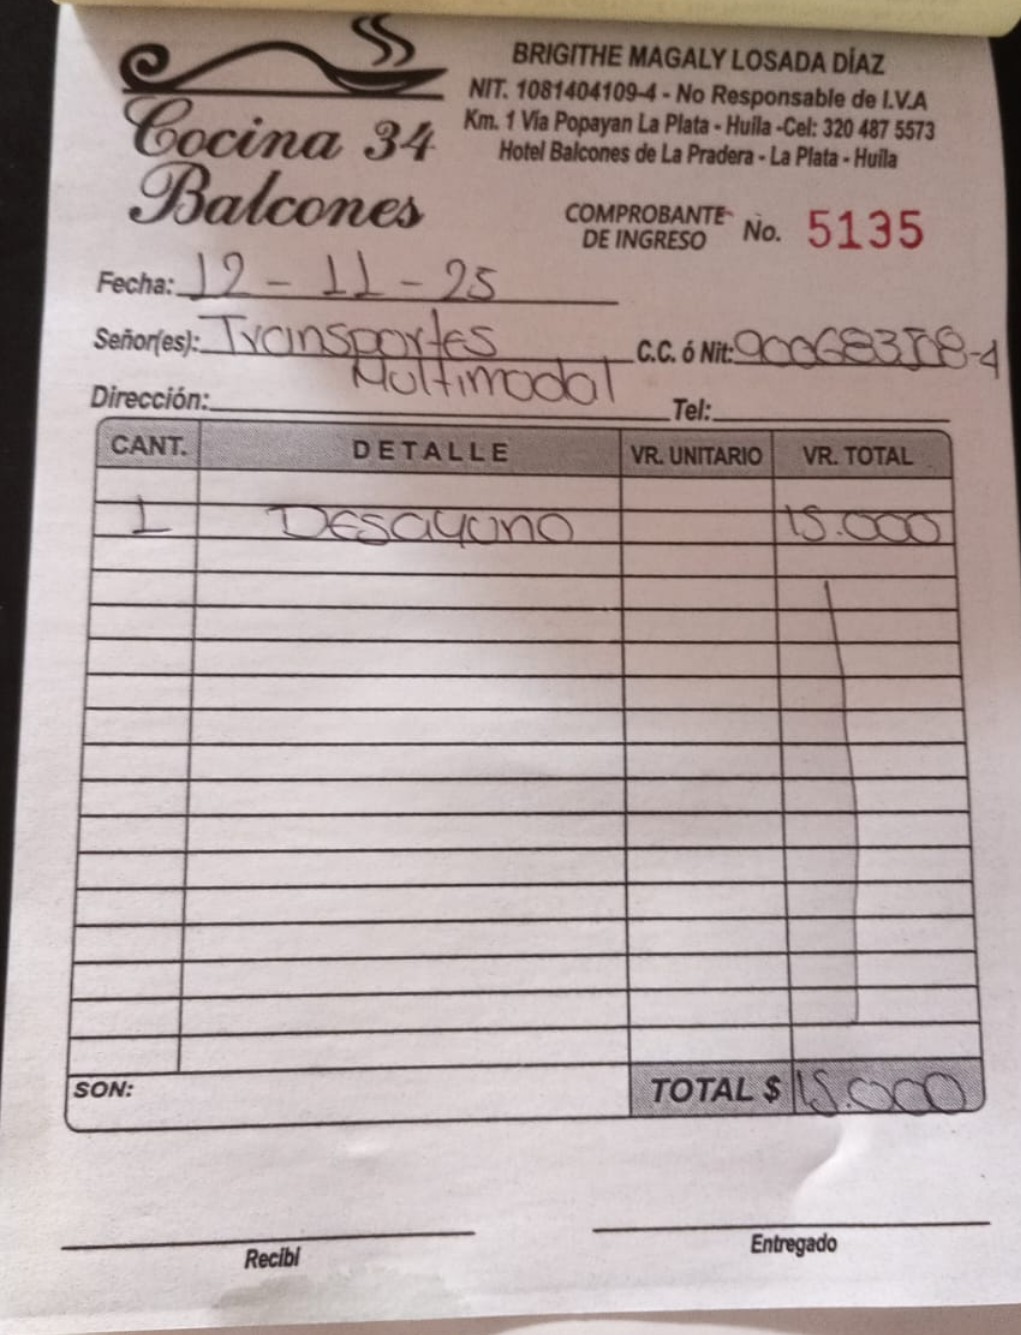 Cocina 34
Balcones
BRIGITHE MAGALY LOSADA DÍAZ
NIT. 1081404109-4 - No Responsable de I.V.A
Km. 1 Vía Popayan La Plata - Huila -Cel: 320 487 5573
Hotel Balcones de La Pradera - La Plata - Huila
COMPROBANTE
DE INGRESO No. 5135
Fecha: 12 - 11 - 25
Señor(es): Transportes C.C. ó Nit:
Multimodal
Dirección: Tel:
CANT. DETALLE VR. UNITARIO VR. TOTAL
1 Desayuno 15.000
SON: TOTAL $ 15.000
Recibí Entregado